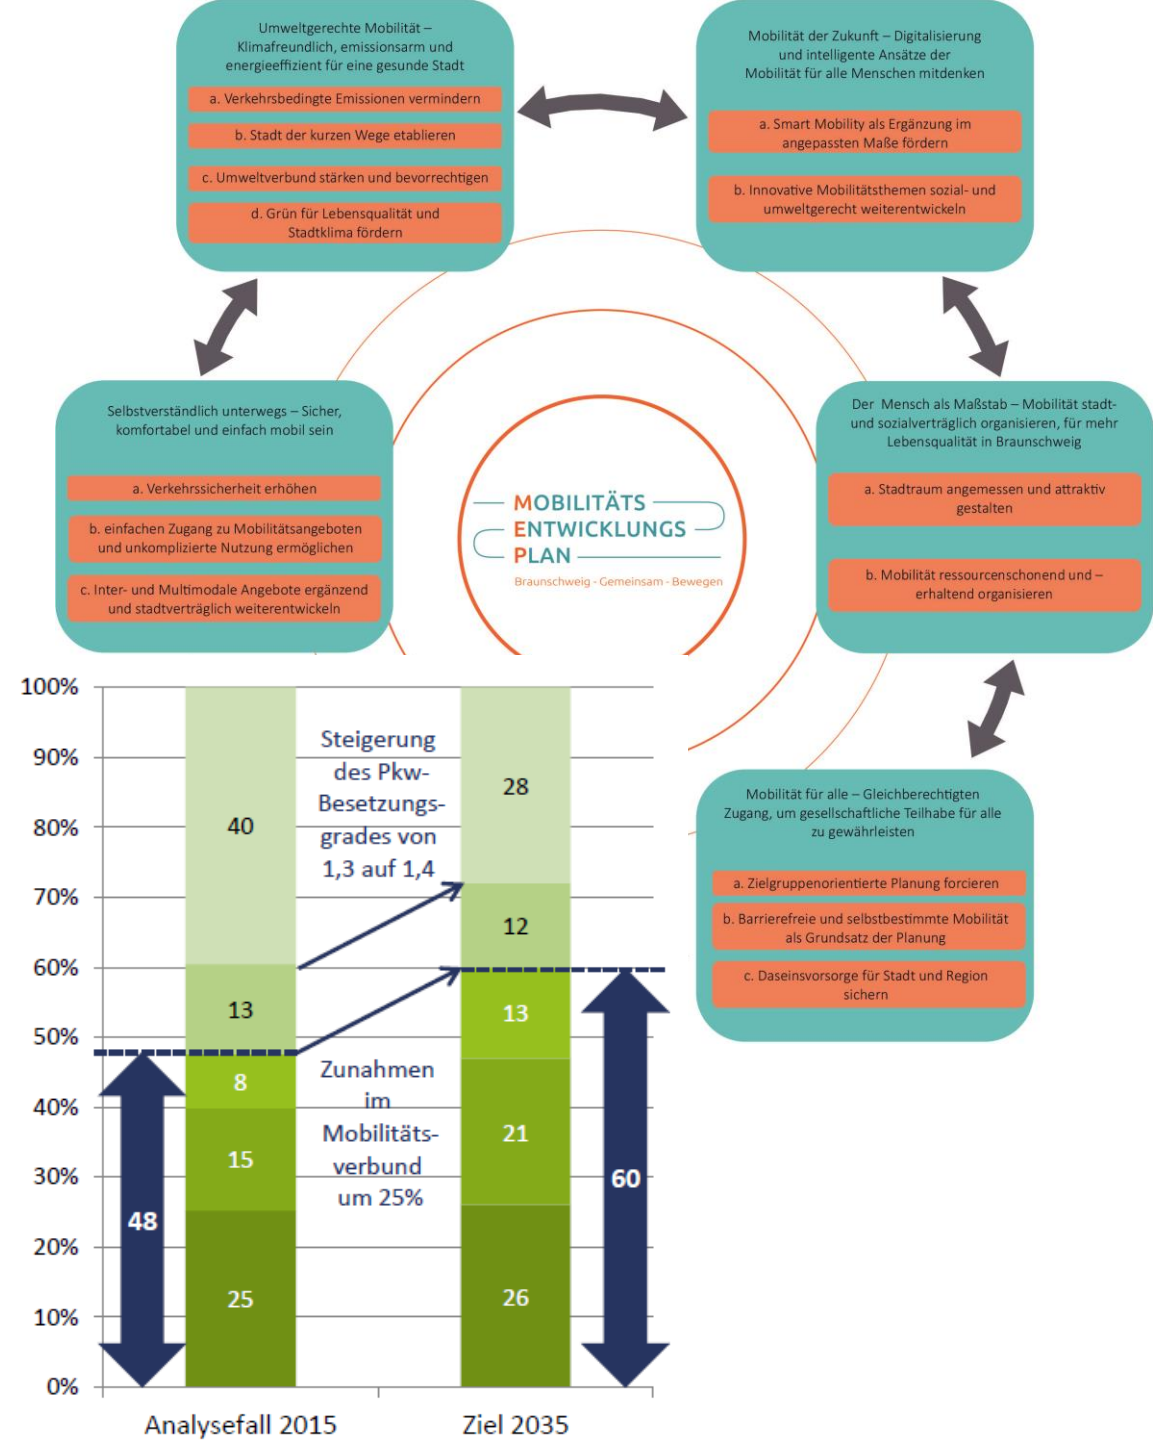 Umweltgerechte Mobilität –
Klimafreundlich, emissionsarm und
energieeffizient für eine gesunde Stadt
a. Verkehrsbedingte Emissionen vermindern
b. Stadt der kurzen Wege etablieren
c. Umweltverbund stärken und bevorrechtigen
d. Grün für Lebensqualität und
Stadtklima fördern
Mobilität der Zukunft – Digitalisierung
und intelligente Ansätze der
Mobilität für alle Menschen mitdenken
a. Smart Mobility als Ergänzung im
angepassten Maße fördern
b. Innovative Mobilitätsthemen sozial- und
umweltgerecht weiterentwickeln
Selbstverständlich unterwegs – Sicher,
komfortabel und einfach mobil sein
a. Verkehrssicherheit erhöhen
b. einfachen Zugang zu Mobilitätsangeboten
und unkomplizierte Nutzung ermöglichen
c. Inter- und Multimodale Angebote ergänzend
und stadtverträglich weiterentwickeln
MOBILITÄTS
ENTWICKLUNGS
PLAN
Braunschweig - Gemeinsam - Bewegen
Der Mensch als Maßstab – Mobilität stadt-
und sozialverträglich organisieren, für mehr
Lebensqualität in Braunschweig
a. Stadtraum angemessen und attraktiv
gestalten
b. Mobilität ressourcenschonend und –
erhaltend organisieren
Mobilität für alle – Gleichberechtigten
Zugang, um gesellschaftliche Teilhabe für alle
zu gewährleisten
a. Zielgruppenorientierte Planung forcieren
b. Barrierefreie und selbstbestimmte Mobilität
als Grundsatz der Planung
c. Daseinsvorsorge für Stadt und Region
sichern
100%
90%
80%
70%
60%
50%
40%
30%
20%
10%
0%
40
13
8
15
25
48
Steigerung
des Pkw-
Besetzungs-
grades von
1,3 auf 1,4
Zunahmen
im
Mobilitäts-
verbund
um 25%
28
12
13
21
26
60
Analysefall 2015
Ziel 2035